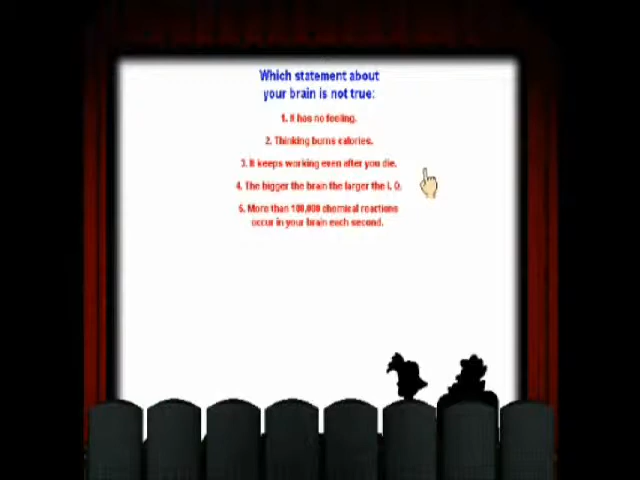 Which statement about
your brain is not true:
1. It has no feeling.
2. Thinking burns calories.
3. It keeps working even after you die.
4. The bigger the brain the larger the I. Q.
5. More than 100,000 chemical reactions
occur in your brain each second.